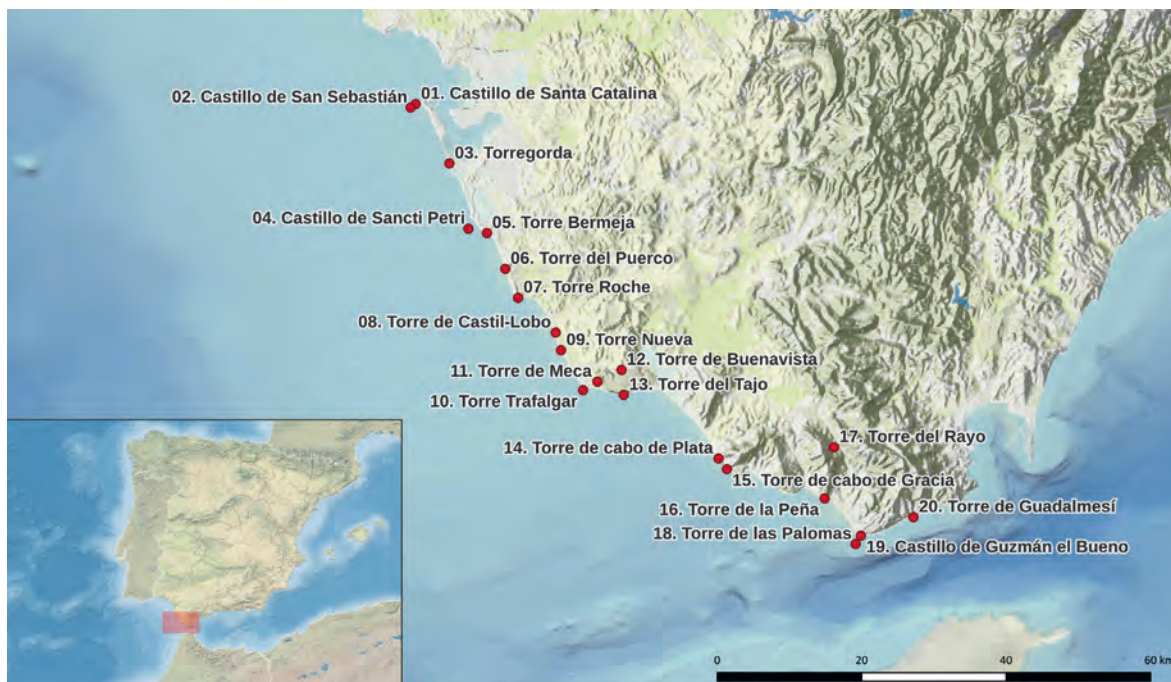 01. Castillo de Santa Catalina
02. Castillo de San Sebastián
03. Torregorda
04. Castillo de Sancti Petri
05. Torre Bermeja
06. Torre del Puerco
07. Torre Roche
08. Torre de Castil-Lobo
09. Torre Nueva
12. Torre de Buenavista
11. Torre de Meca
13. Torre del Tajo
10. Torre Trafalgar
17. Torre del Rayo
14. Torre de cabo de Plata
15. Torre de cabo de Gracia
16. Torre de la Peña
20. Torre de Guadalmesí
18. Torre de las Palomas
19. Castillo de Guzmán el Bueno
0 20 40 60 km